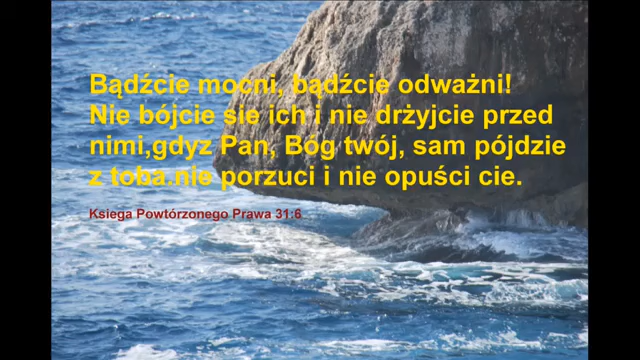 Bądźcie mocni, bądźcie odważni!
Nie bójcie sie ich i nie drżyjcie przed
nimi,gdyz Pan, Bóg twój, sam pójdzie
z toba.nie porzuci i nie opuści cie.
Ksiega Powtórzonego Prawa 31:6